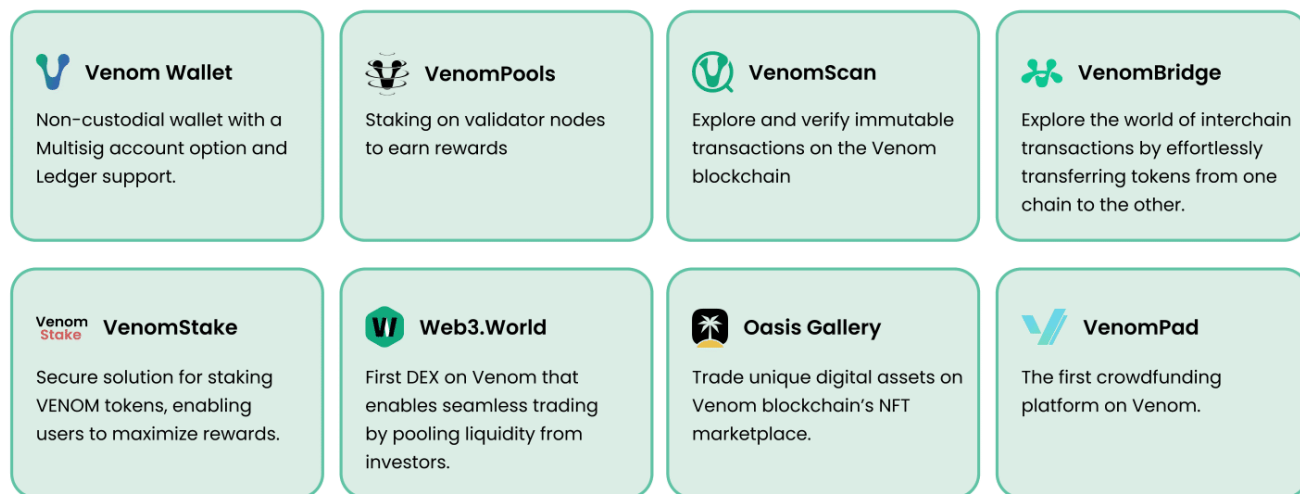 Venom Wallet
Non-custodial wallet with a
Multisig account option and
Ledger support.
VenomPools
Staking on validator nodes
to earn rewards
VenomScan
Explore and verify immutable
transactions on the Venom
blockchain
VenomBridge
Explore the world of interchain
transactions by effortlessly
transferring tokens from one
chain to the other.
Venom
Stake
VenomStake
Secure solution for staking
VENOM tokens, enabling
users to maximize rewards.
W
Web3.World
First DEX on Venom that
enables seamless trading
by pooling liquidity from
investors.
Oasis Gallery
Trade unique digital assets on
Venom blockchain’s NFT
marketplace.
VenomPad
The first crowdfunding
platform on Venom.